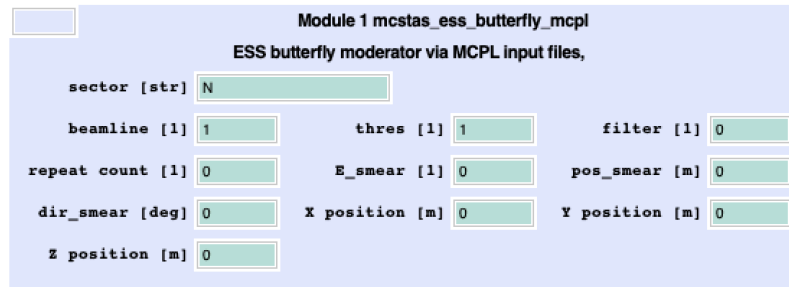 Module 1 mcstas_ess_butterfly_mcpl
ESS butterfly moderator via MCPL input files,
sector [str] N
beamline [1] 1 thres [1] 1 filter [1] 0
repeat count [1] 0 E_smear [1] 0 pos_smear [m] 0
dir_smear [deg] 0 X position [m] 0 Y position [m] 0
Z position [m] 0